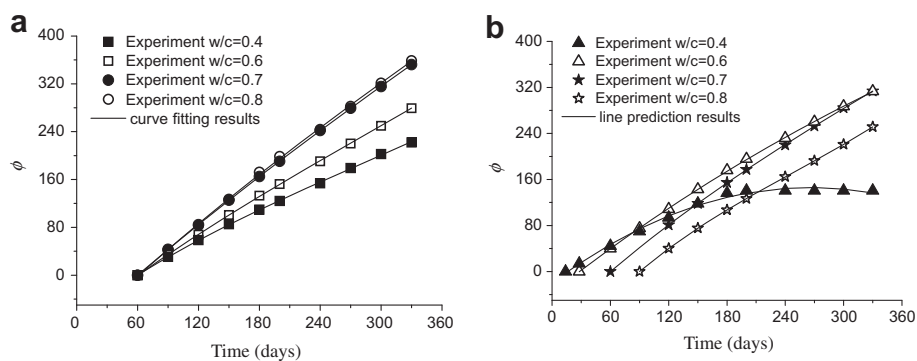 a
400
320
240
160
80
0
ϕ
Experiment w/c=0.4
Experiment w/c=0.6
Experiment w/c=0.7
Experiment w/c=0.8
curve fitting results
0 60 120 180 240 300 360
Time (days)
b
400
320
240
160
80
0
ϕ
Experiment w/c=0.4
Experiment w/c=0.6
Experiment w/c=0.7
Experiment w/c=0.8
line prediction results
0 60 120 180 240 300 360
Time (days)